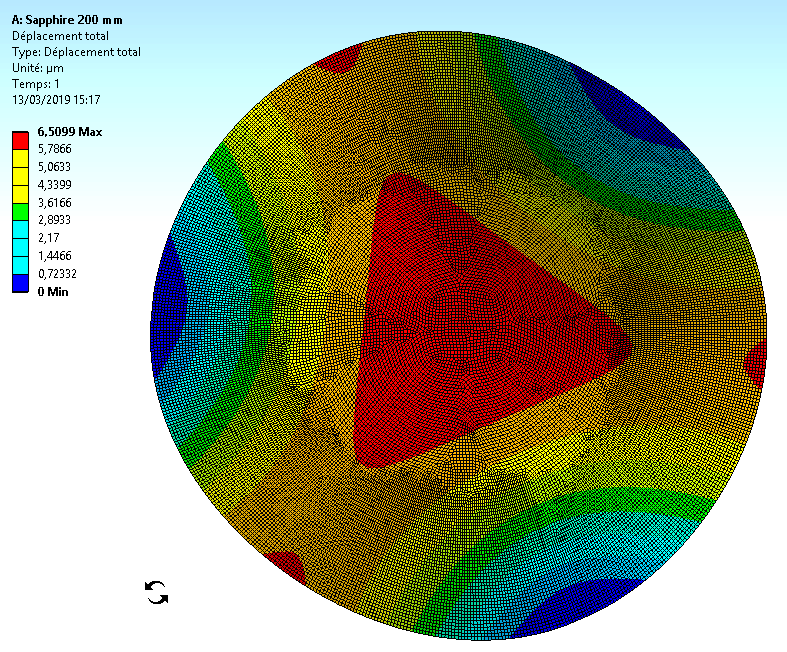 A: Sapphire 200 mm
Déplacement total
Type: Déplacement total
Unité: µm
Temps: 1
13/03/2019 15:17
6,5099 Max
5,7866
5,0633
4,3399
3,6166
2,8933
2,17
1,4466
0,72332
0 Min